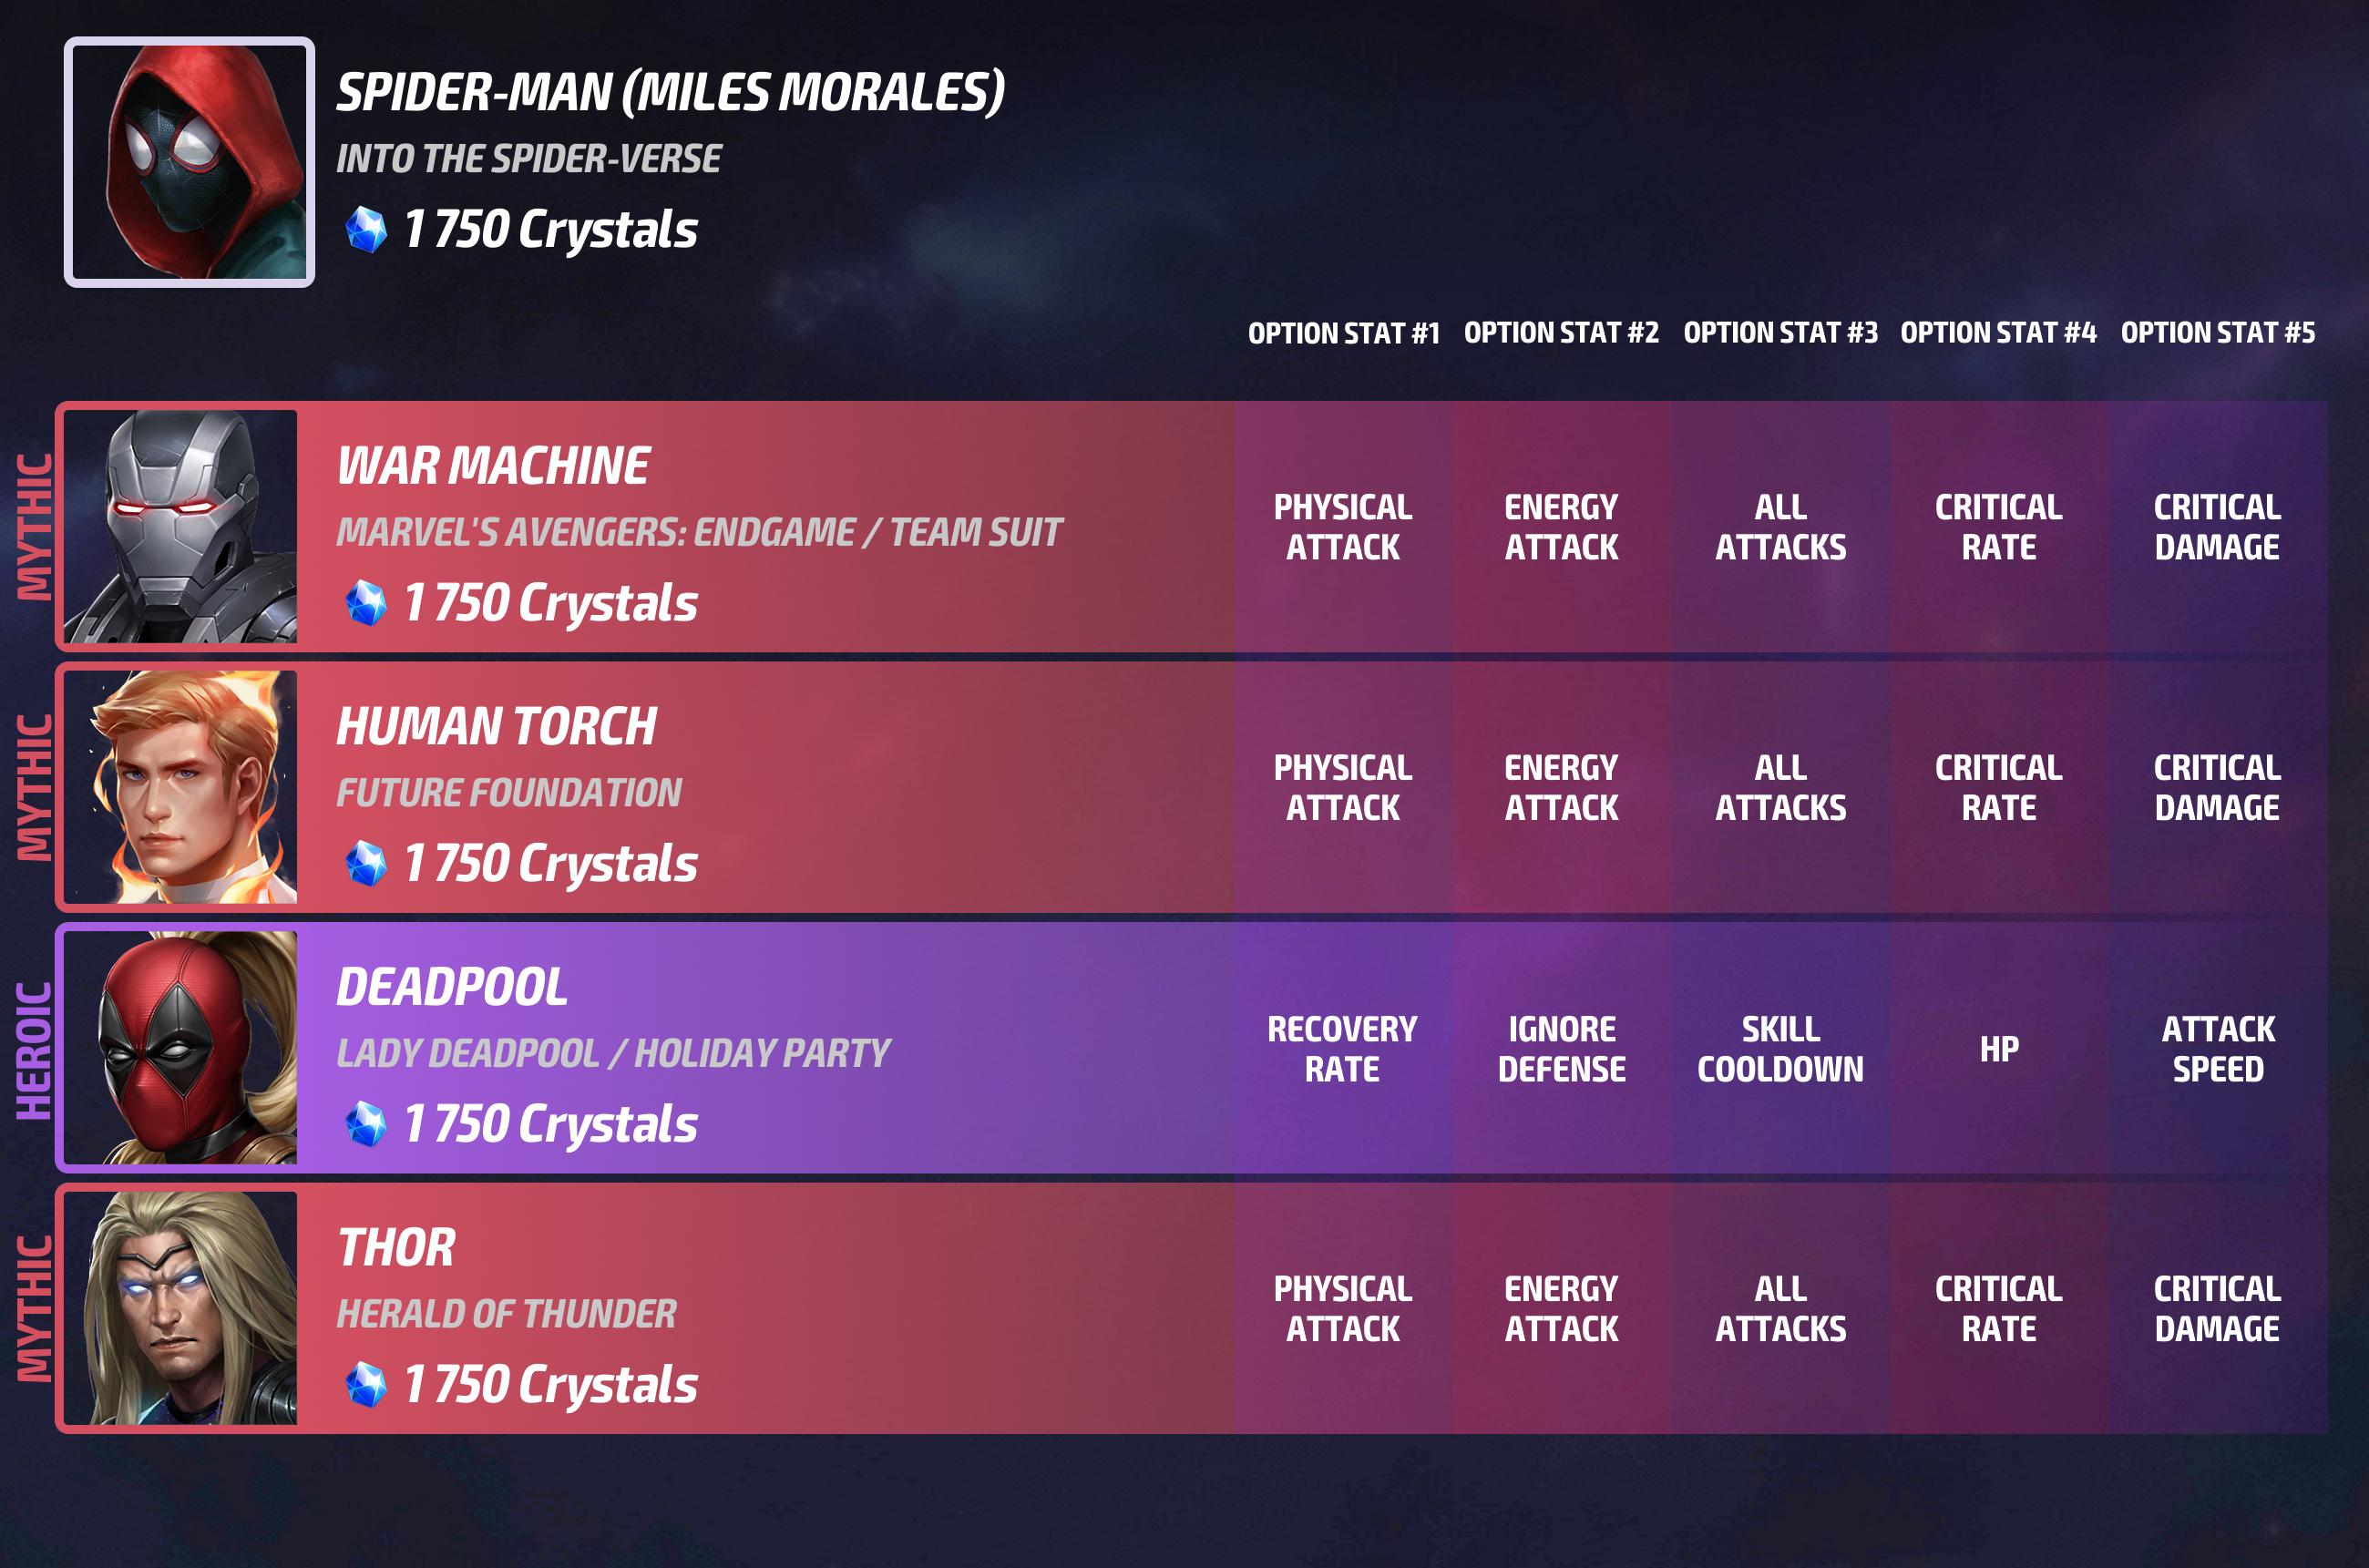 SPIDER-MAN (MILES MORALES)
INTO THE SPIDER-VERSE
1 750 Crystals
OPTION STAT #1 OPTION STAT #2 OPTION STAT #3 OPTION STAT #4 OPTION STAT #5
MYTHIC
WAR MACHINE
MARVEL'S AVENGERS: ENDGAME / TEAM SUIT
1 750 Crystals
PHYSICAL
ATTACK
ENERGY
ATTACK
ALL
ATTACKS
CRITICAL
RATE
CRITICAL
DAMAGE
MYTHIC
HUMAN TORCH
FUTURE FOUNDATION
1 750 Crystals
PHYSICAL
ATTACK
ENERGY
ATTACK
ALL
ATTACKS
CRITICAL
RATE
CRITICAL
DAMAGE
HEROIC
DEADPOOL
LADY DEADPOOL / HOLIDAY PARTY
1 750 Crystals
RECOVERY
RATE
IGNORE
DEFENSE
SKILL
COOLDOWN
HP
ATTACK
SPEED
MYTHIC
THOR
HERALD OF THUNDER
1 750 Crystals
PHYSICAL
ATTACK
ENERGY
ATTACK
ALL
ATTACKS
CRITICAL
RATE
CRITICAL
DAMAGE